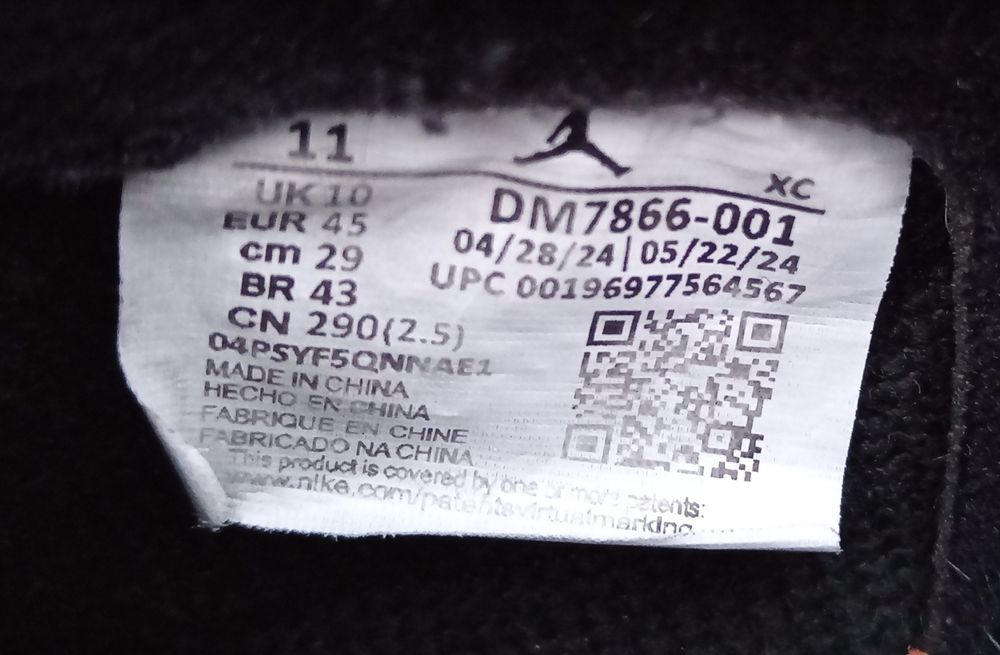 11
XC
UK 10
EUR 45
cm 29
BR 43
CN 290(2.5)
DM7866-001
04/28/24|05/22/24
UPC 00196977564567
04PSYF5QNNAE1
MADE IN CHINA
HECHO EN CHINA
FABRIQUE EN CHINE
FABRICADO NA CHINA
This product is covered by one or more patents:
www.nike.com/patentsvirtualmarking